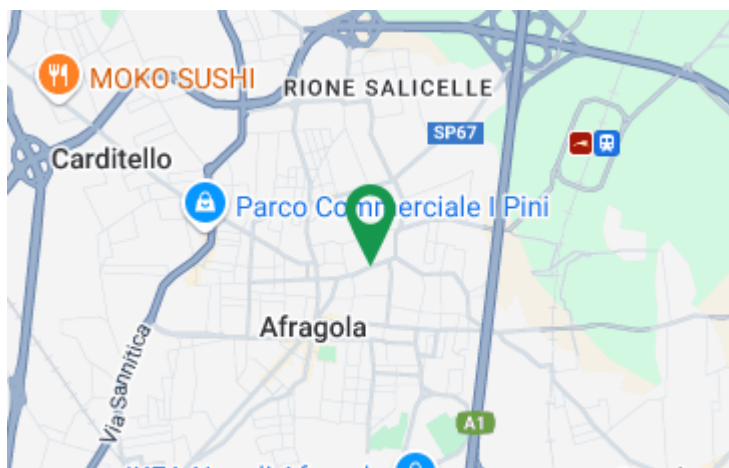 MOKO SUSHI
RIONE SALICELLE
SP67
Carditello
Parco Commerciale I Pini
Afragola
Via Sannitica
A1